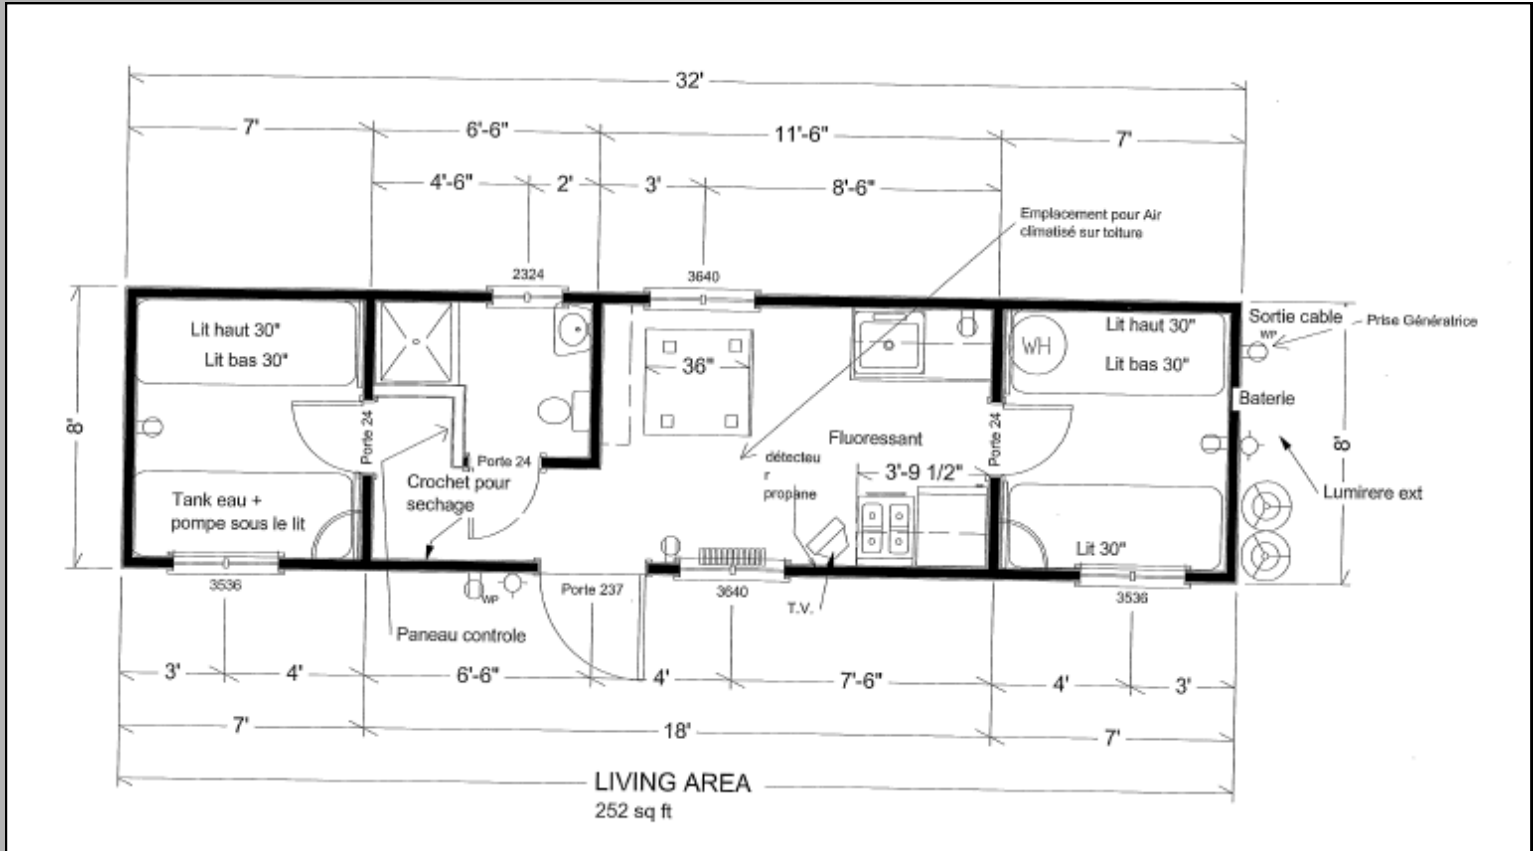 32'
7'
6'-6"
11'-6"
7'
4'-6"
2'
3'
8'-6"
Emplacement pour Air
climatisé sur toiture
2324
3640
Lit haut 30"
Lit bas 30"
36"
WH
Lit haut 30"
Lit bas 30"
Sortie cable
WP
Prise Génératrice
Baterie
8'
Porte 24
Porte 24
Crochet pour
sechage
Fluoressant
détecteu
r
propane
3'-9 1/2"
Porte 24
8'
Tank eau +
pompe sous le lit
Lit 30"
Lumirere ext
3536
WP
Porte 237
3640
T.V.
3536
Paneau controle
3'
4'
6'-6"
4'
7'-6"
4'
3'
7'
18'
7'
LIVING AREA
252 sq ft